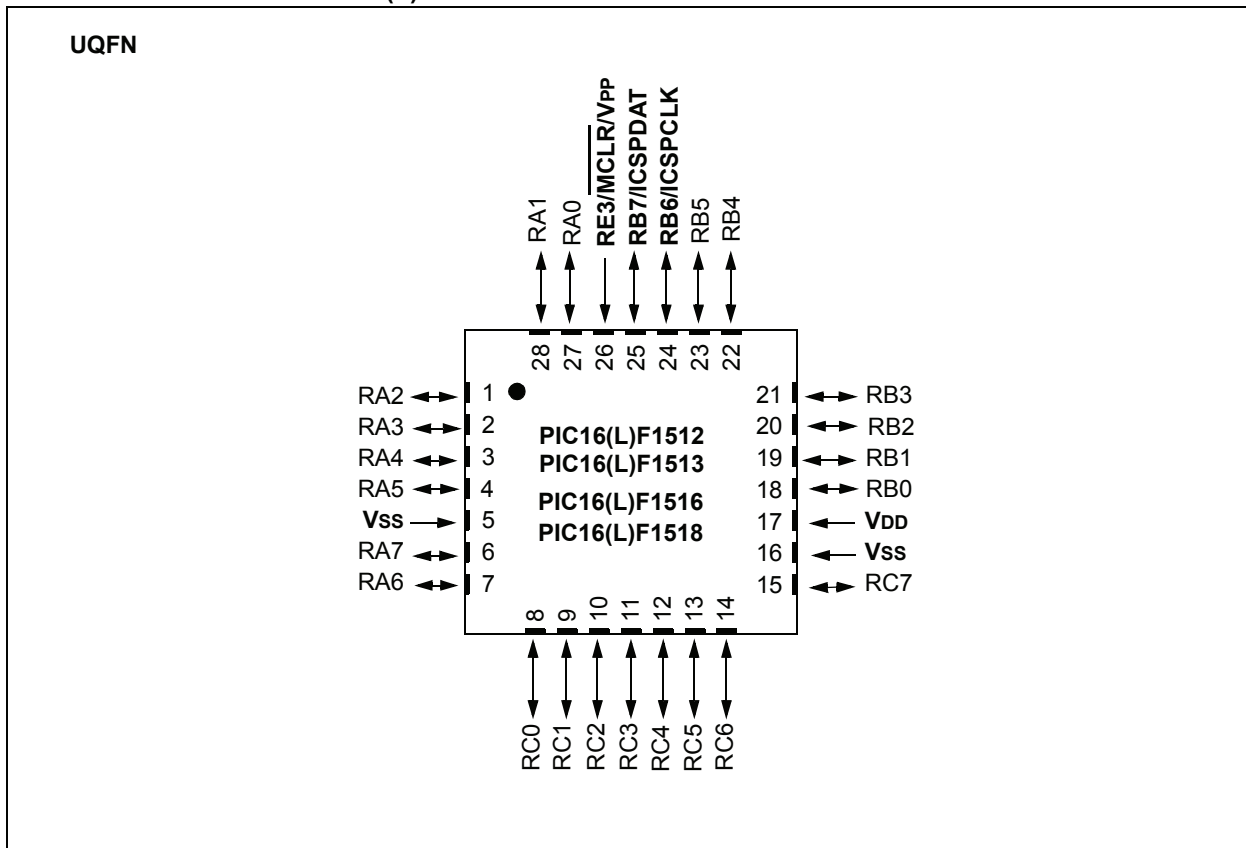 UQFN
RA1
RA0
RE3/MCLR/VPP
RB7/ICSPDAT
RB6/ICSPCLK
RB5
RB4
28 27 26 25 24 23 22
RA2 1
RA3 2
RA4 3
RA5 4
VSS 5
RA7 6
RA6 7
PIC16(L)F1512
PIC16(L)F1513
PIC16(L)F1516
PIC16(L)F1518
21 RB3
20 RB2
19 RB1
18 RB0
17 VDD
16 VSS
15 RC7
8 9 10 11 12 13 14
RC0
RC1
RC2
RC3
RC4
RC5
RC6